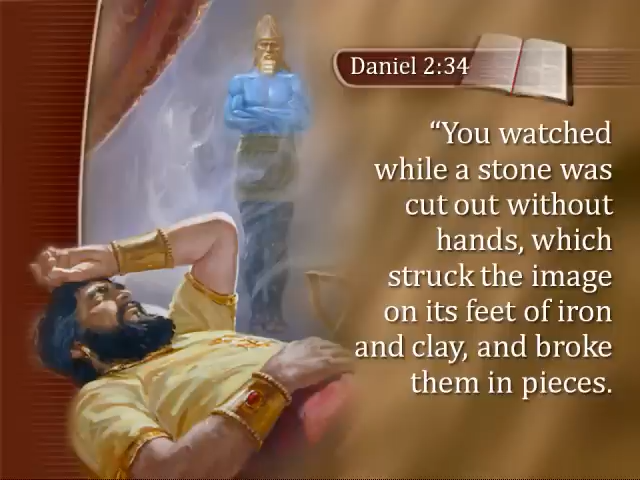 Daniel 2:34
“You watched
while a stone was
cut out without
hands, which
struck the image
on its feet of iron
and clay, and broke
them in pieces.